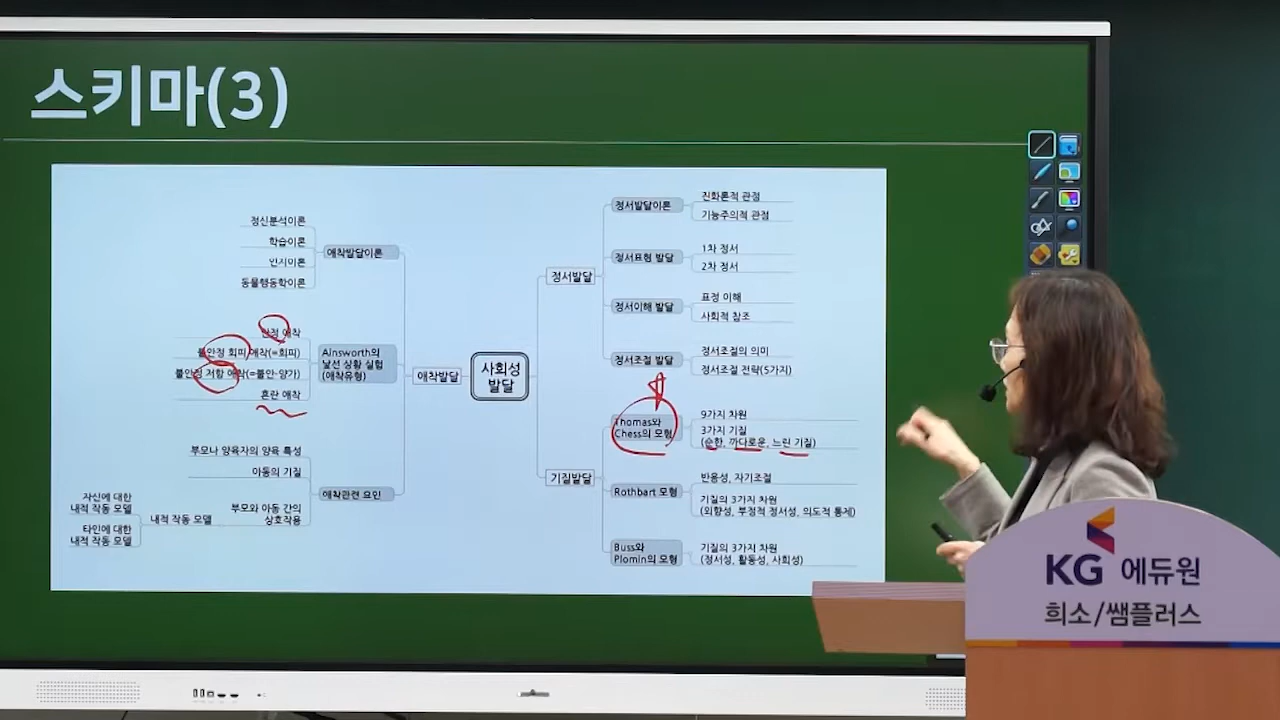 스키마(3)
정신분석이론
학습이론
인지이론
동물행동학이론
애착발달이론
안정 애착
불안정 회피 애착(=회피)
불안정 저항 애착(=불안-양가)
혼란 애착
Ainsworth의
낯선 상황 실험
(애착유형)
부모나 양육자의 양육 특성
아동의 기질
부모와 아동 간의
상호작용
내적 작동 모델
자신에 대한
내적 작동 모델
타인에 대한
내적 작동 모델
애착관련 요인
애착발달
사회성
발달
정서발달
정서발달이론
진화론적 관점
기능주의적 관점
정서표현 발달
1차 정서
2차 정서
정서이해 발달
표정 이해
사회적 참조
정서조절 발달
정서조절의 의미
정서조절 전략(5가지)
기질발달
Thomas와
Chess의 모형
9가지 차원
3가지 기질
(순한, 까다로운, 느린 기질)
Rothbart 모형
반응성, 자기조절
기질의 3가지 차원
(외향성, 부정적 정서성, 의도적 통제)
Buss와
Plomin의 모형
기질의 3가지 차원
(정서성, 활동성, 사회성)
KG 에듀원
희소/쌤플러스